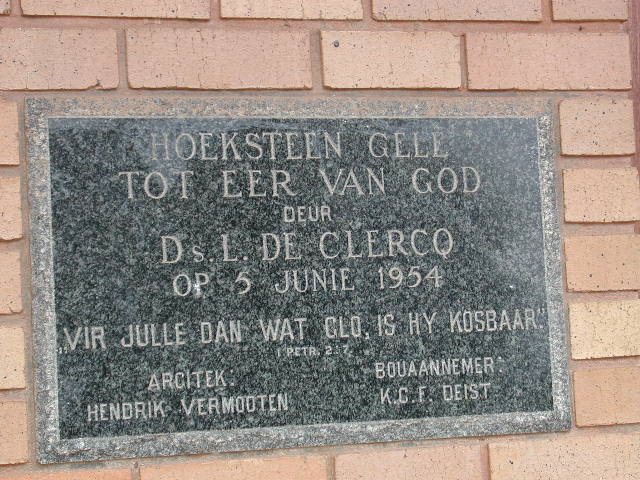 HOEKSTEEN GELÊ
TOT EER VAN GOD
DEUR
DS. L. DE CLERCQ
OP 5 JUNIE 1954
„VIR JULLE DAN WAT GLO, IS HY KOSBAAR."
1 PETR. 2:7.
ARGITEK:
HENDRIK VERMOOTEN
BOUAANNEMER:
K.C.F. DEIST